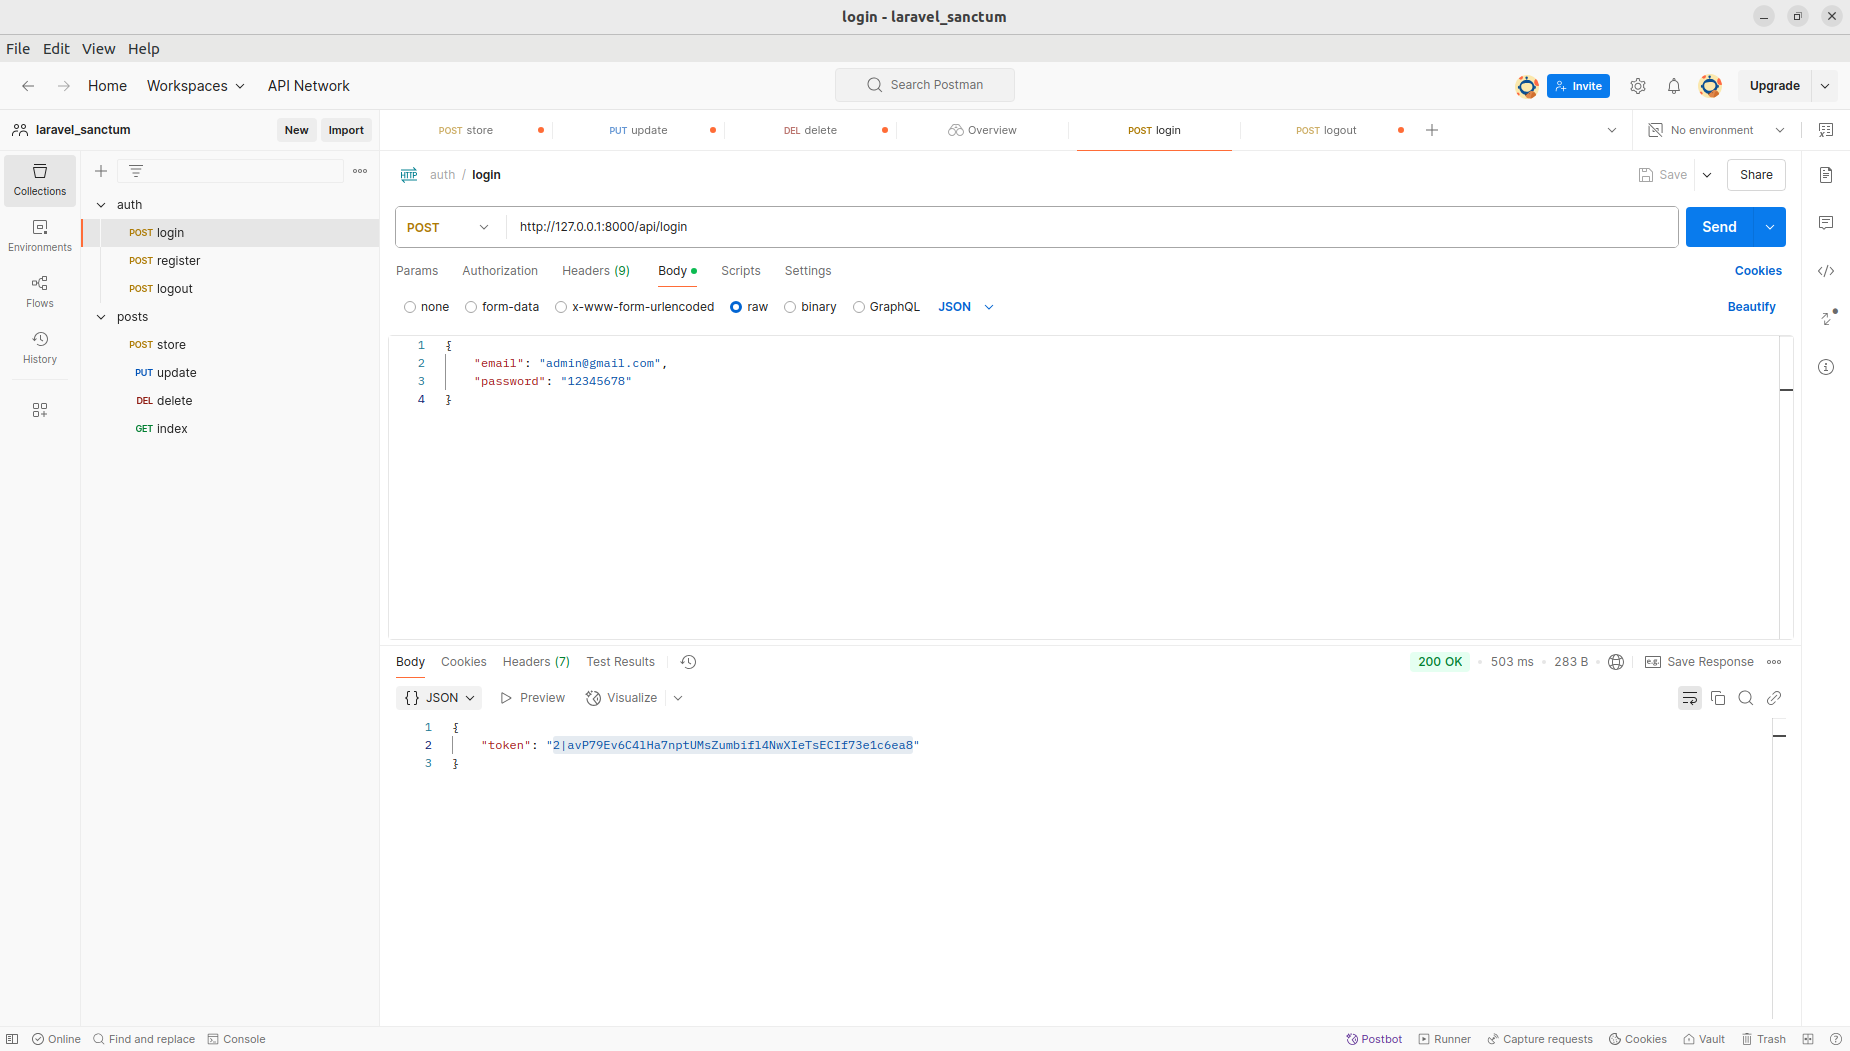 login - laravel_sanctum
File Edit View Help
Home Workspaces API Network Search Postman Invite Upgrade
laravel_sanctum New Import POST store PUT update DEL delete Overview POST login POST logout No environment
Collections
Environments
Flows
History
auth
POST login
POST register
POST logout
posts
POST store
PUT update
DEL delete
GET index
HTTP auth / login Save Share
POST http://127.0.0.1:8000/api/login Send
Params Authorization Headers (9) Body Scripts Settings Cookies
none form-data x-www-form-urlencoded raw binary GraphQL JSON Beautify
1 {
2 "email": "admin@gmail.com",
3 "password": "12345678"
4 }
Body Cookies Headers (7) Test Results 200 OK 503 ms 283 B e.g. Save Response
{} JSON Preview Visualize
1 {
2 "token": "2|avP79Ev6C4lHa7nptUMsZumbifl4NwXIeTsECIf73e1c6ea8"
3 }
Online Find and replace Console Postbot Runner Capture requests Cookies Vault Trash